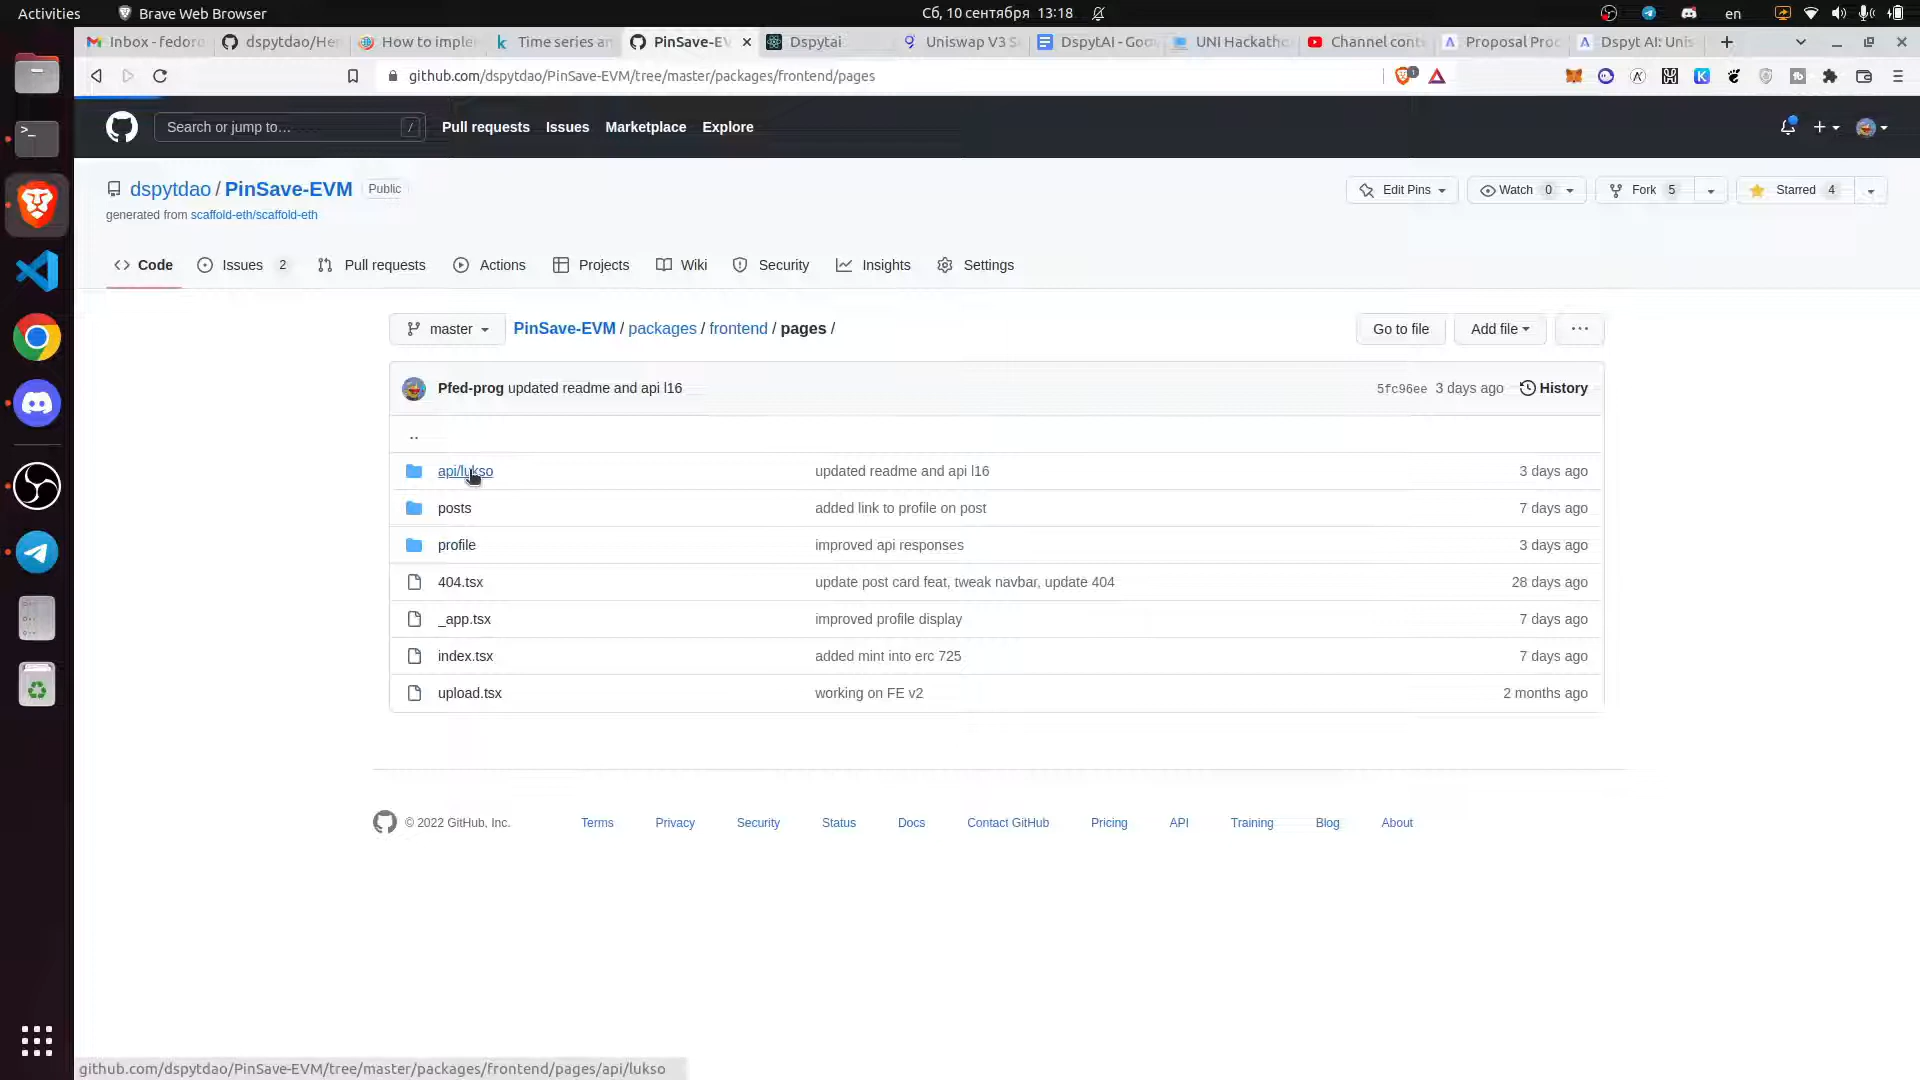 Activities
Brave Web Browser
Сб, 10 сентября 13:18
en
Inbox - fedoro
dspytdao/Her
How to imple
Time series an
PinSave-EV
Dspytai
Uniswap V3 S
DspytAI - Goo
UNI Hackatho
Channel cont
Proposal Proc
Dspyt AI: Unis
github.com/dspytdao/PinSave-EVM/tree/master/packages/frontend/pages
1
Search or jump to…
/
Pull requests
Issues
Marketplace
Explore
dspytdao / PinSave-EVM
Public
Edit Pins
Watch 0
Fork 5
Starred 4
generated from scaffold-eth/scaffold-eth
Code
Issues 2
Pull requests
Actions
Projects
Wiki
Security
Insights
Settings
master
PinSave-EVM / packages / frontend / pages /
Go to file
Add file
Pfed-prog updated readme and api l16
5fc96ee 3 days ago
History
..
api/lukso updated readme and api l16 3 days ago
posts added link to profile on post 7 days ago
profile improved api responses 3 days ago
404.tsx update post card feat, tweak navbar, update 404 28 days ago
_app.tsx improved profile display 7 days ago
index.tsx added mint into erc 725 7 days ago
upload.tsx working on FE v2 2 months ago
© 2022 GitHub, Inc.
Terms
Privacy
Security
Status
Docs
Contact GitHub
Pricing
API
Training
Blog
About
github.com/dspytdao/PinSave-EVM/tree/master/packages/frontend/pages/api/lukso